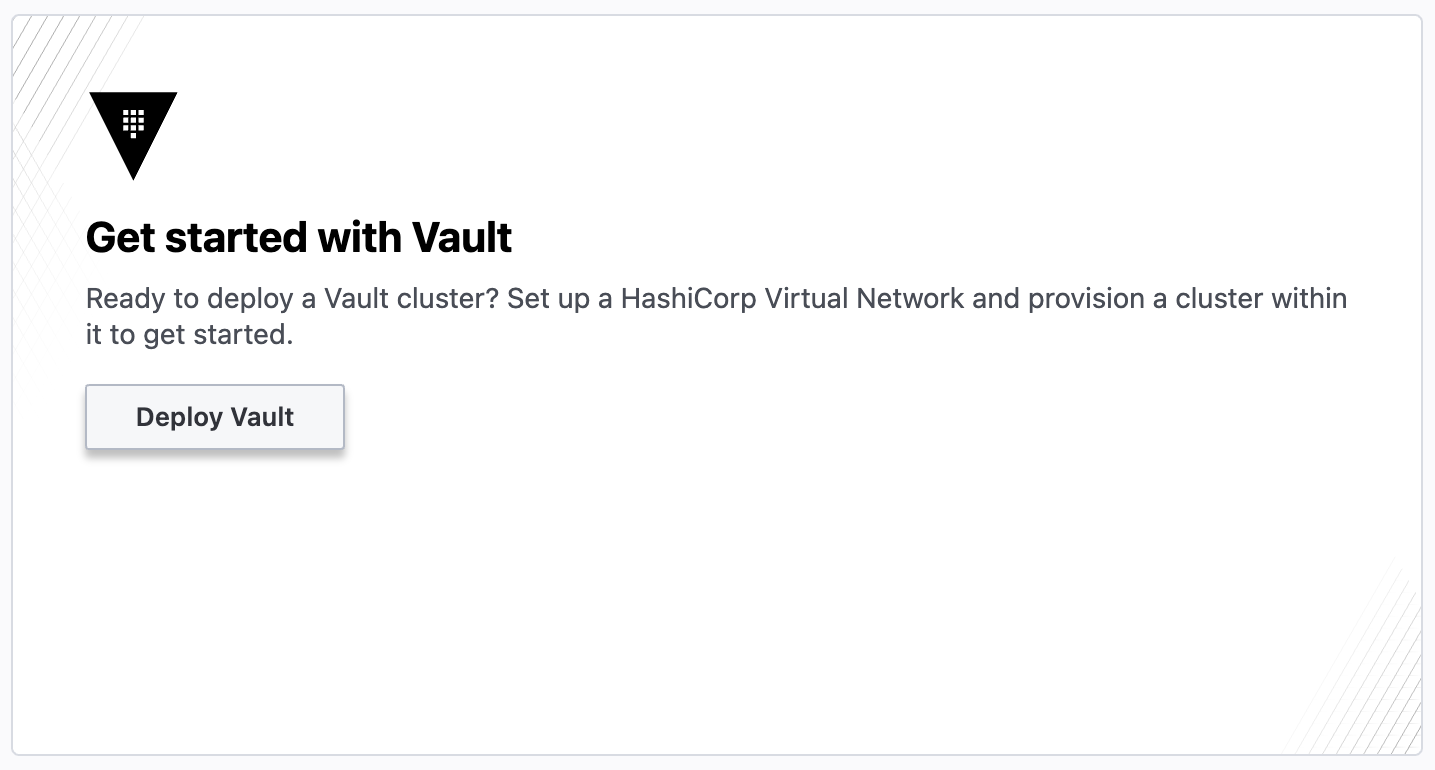 Get started with Vault
Ready to deploy a Vault cluster? Set up a HashiCorp Virtual Network and provision a cluster within
it to get started.
Deploy Vault